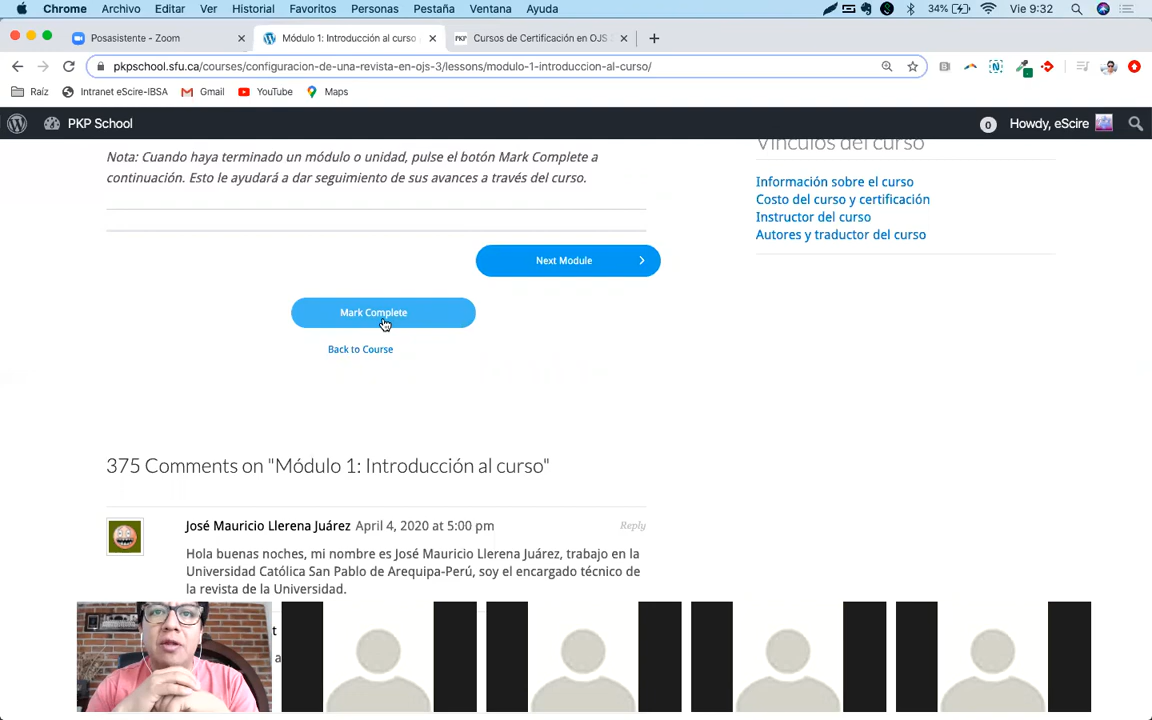 Chrome Archivo Editar Ver Historial Favoritos Personas Pestaña Ventana Ayuda 34% Vie 9:32
Posasistente - Zoom
Módulo 1: Introducción al curso
PKP Cursos de Certificación en OJS
pkpschool.sfu.ca/courses/configuracion-de-una-revista-en-ojs-3/lessons/modulo-1-introduccion-al-curso/
Raíz Intranet eScire-IBSA Gmail YouTube Maps
PKP School 0 Howdy, eScire
Vínculos del curso
Nota: Cuando haya terminado un módulo o unidad, pulse el botón Mark Complete a
continuación. Esto le ayudará a dar seguimiento de sus avances a través del curso.
Información sobre el curso
Costo del curso y certificación
Instructor del curso
Autores y traductor del curso
Next Module
Mark Complete
Back to Course
375 Comments on "Módulo 1: Introducción al curso"
José Mauricio Llerena Juárez April 4, 2020 at 5:00 pm Reply
Hola buenas noches, mi nombre es José Mauricio Llerena Juárez, trabajo en la
Universidad Católica San Pablo de Arequipa-Perú, soy el encargado técnico de
la revista de la Universidad.